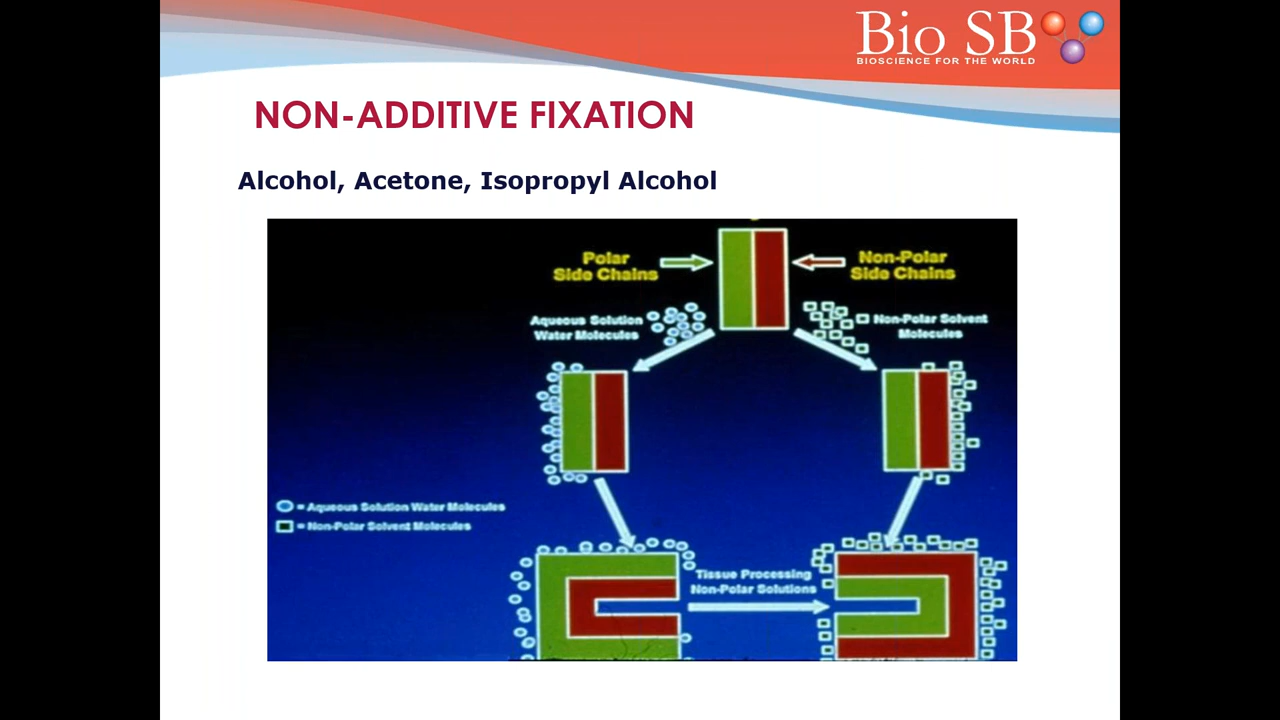 Bio SB
BIOSCIENCE FOR THE WORLD
NON-ADDITIVE FIXATION
Alcohol, Acetone, Isopropyl Alcohol
Polar
Side Chains
Non-Polar
Side Chains
Aqueous Solution
Water Molecules
Non-Polar Solvent
Molecules
= Aqueous Solution Water Molecules
= Non-Polar Solvent Molecules
Tissue Processing
Non-Polar Solutions